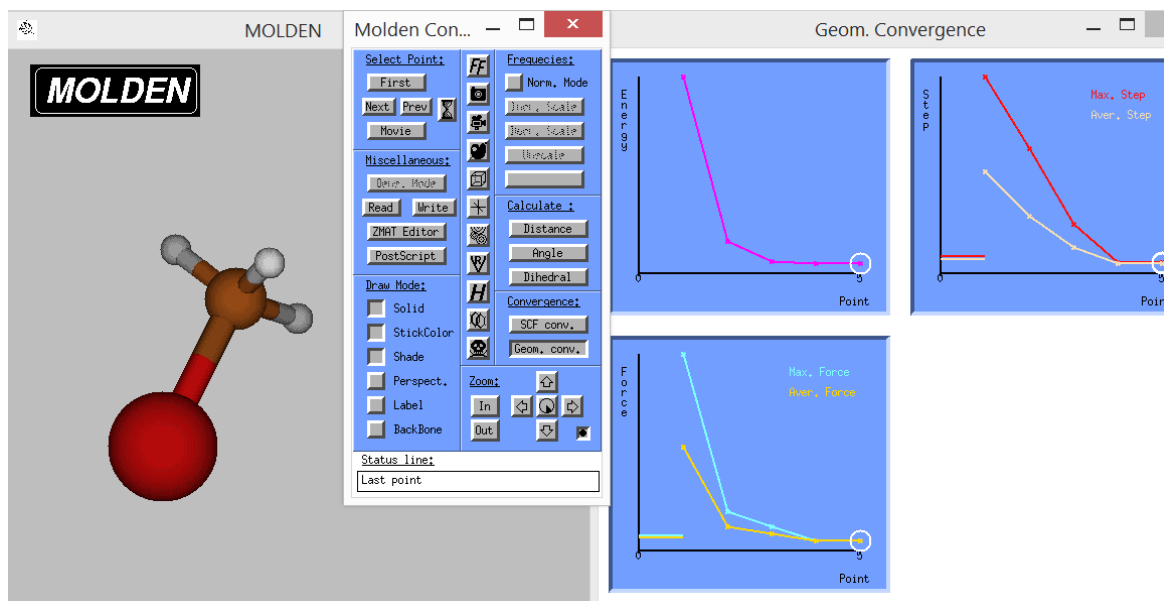 MOLDEN
MOLDEN
Molden Con...
Select Point:
First
Next Prev
Movie
Miscellaneous:
Read Write
ZMAT Editor
PostScript
Draw Mode:
Solid
StickColor
Shade
Perspect.
Label
BackBone
FF
H
Frequecies:
Norm. Mode
Calculate :
Distance
Angle
Dihedral
Convergence:
SCF conv.
Geom. conv.
Zoom:
In
Out
Status line:
Last point
Geom. Convergence
Energy
0
5
Point
Step
Max. Step
Aver. Step
0
5
Point
Force
Max. Force
Aver. Force
0
5
Point